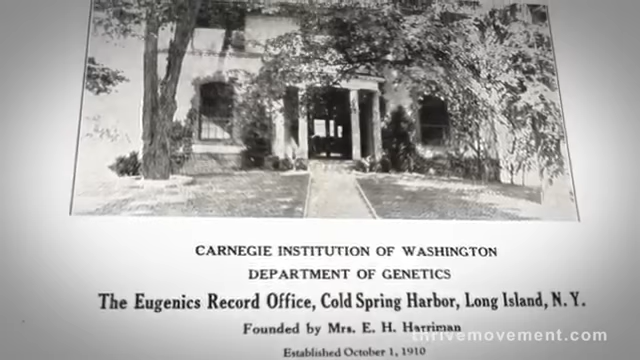 CARNEGIE INSTITUTION OF WASHINGTON
DEPARTMENT OF GENETICS
The Eugenics Record Office, Cold Spring Harbor, Long Island, N. Y.
Founded by Mrs. E. H. Harriman
thrivemovement.com
Established October 1, 1910